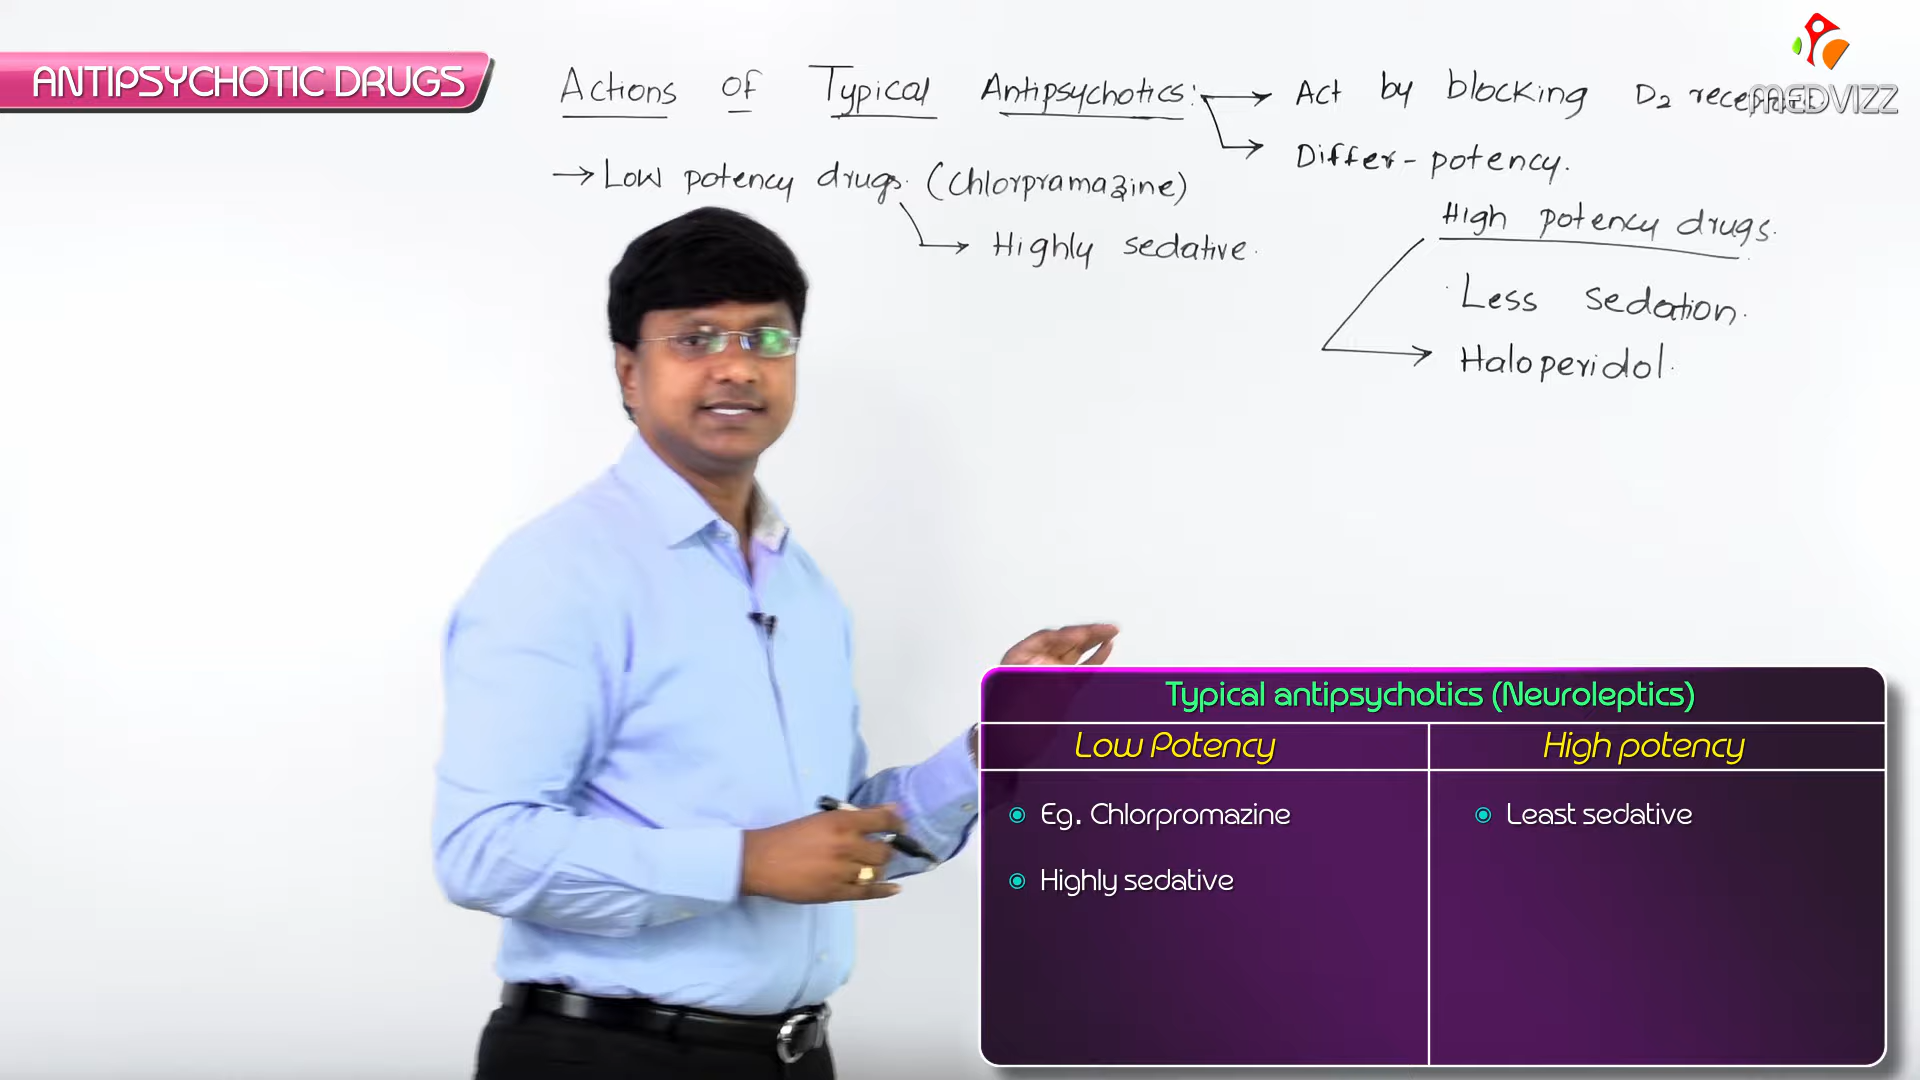 ANTIPSYCHOTIC DRUGS
Actions of Typical Antipsychotics: → Act by blocking D2 receptors
MEDVIZZ
Differ - potency.
→ Low potency drugs. (Chlorpramazine)
Highly sedative.
High potency drugs.
Less sedation.
Haloperidol.
Typical antipsychotics (Neuroleptics)
Low Potency
High potency
Eg. Chlorpromazine
Least sedative
Highly sedative